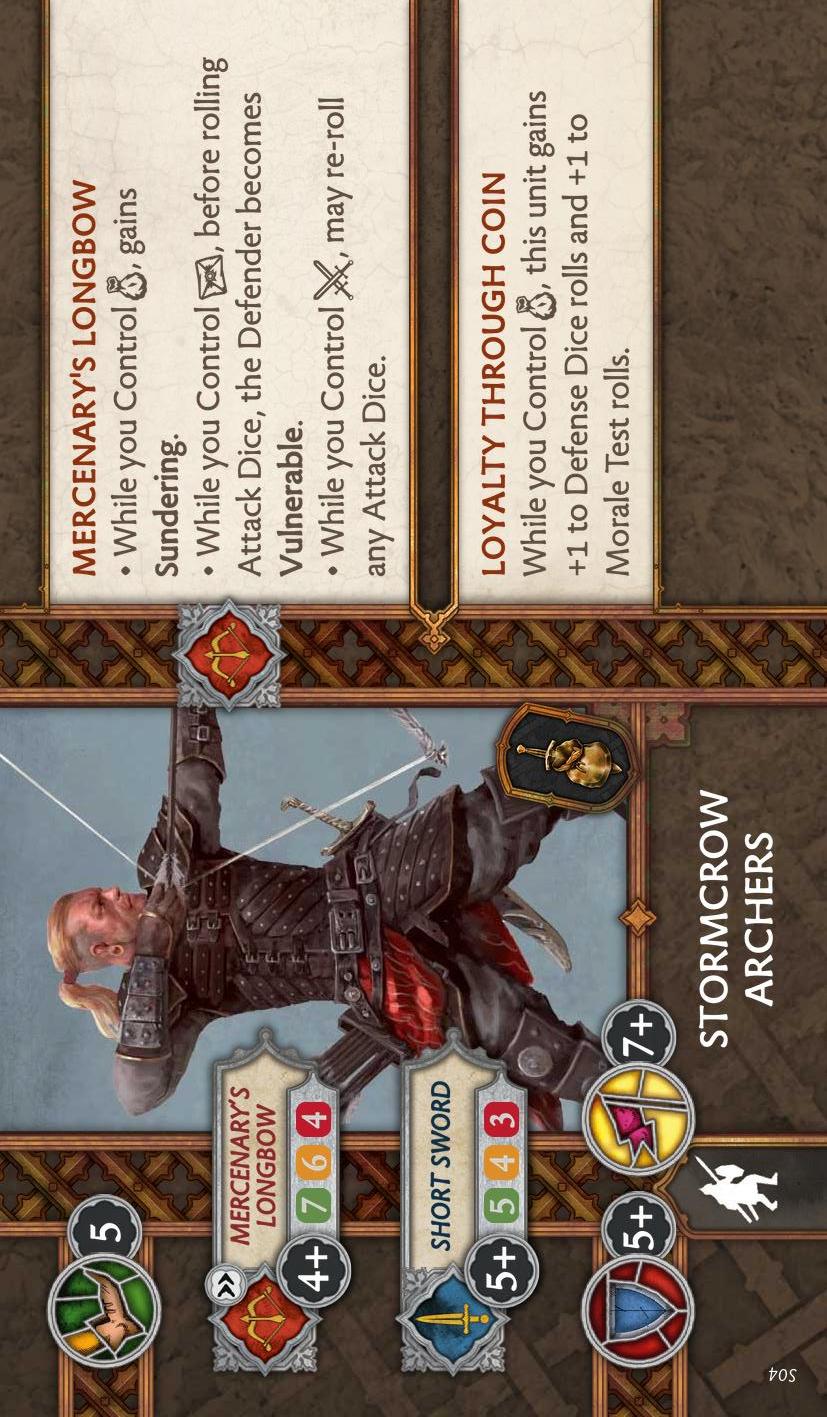 5
MERCENARY'S
LONGBOW
4+
7 6 4
SHORT SWORD
5+
5 4 3
5+
7+
STORMCROW
ARCHERS
MERCENARY'S LONGBOW
• While you Control , gains
Sundering.
• While you Control , before rolling
Attack Dice, the Defender becomes
Vulnerable.
• While you Control , may re-roll
any Attack Dice.
LOYALTY THROUGH COIN
While you Control , this unit gains
+1 to Defense Dice rolls and +1 to
Morale Test rolls.
S04